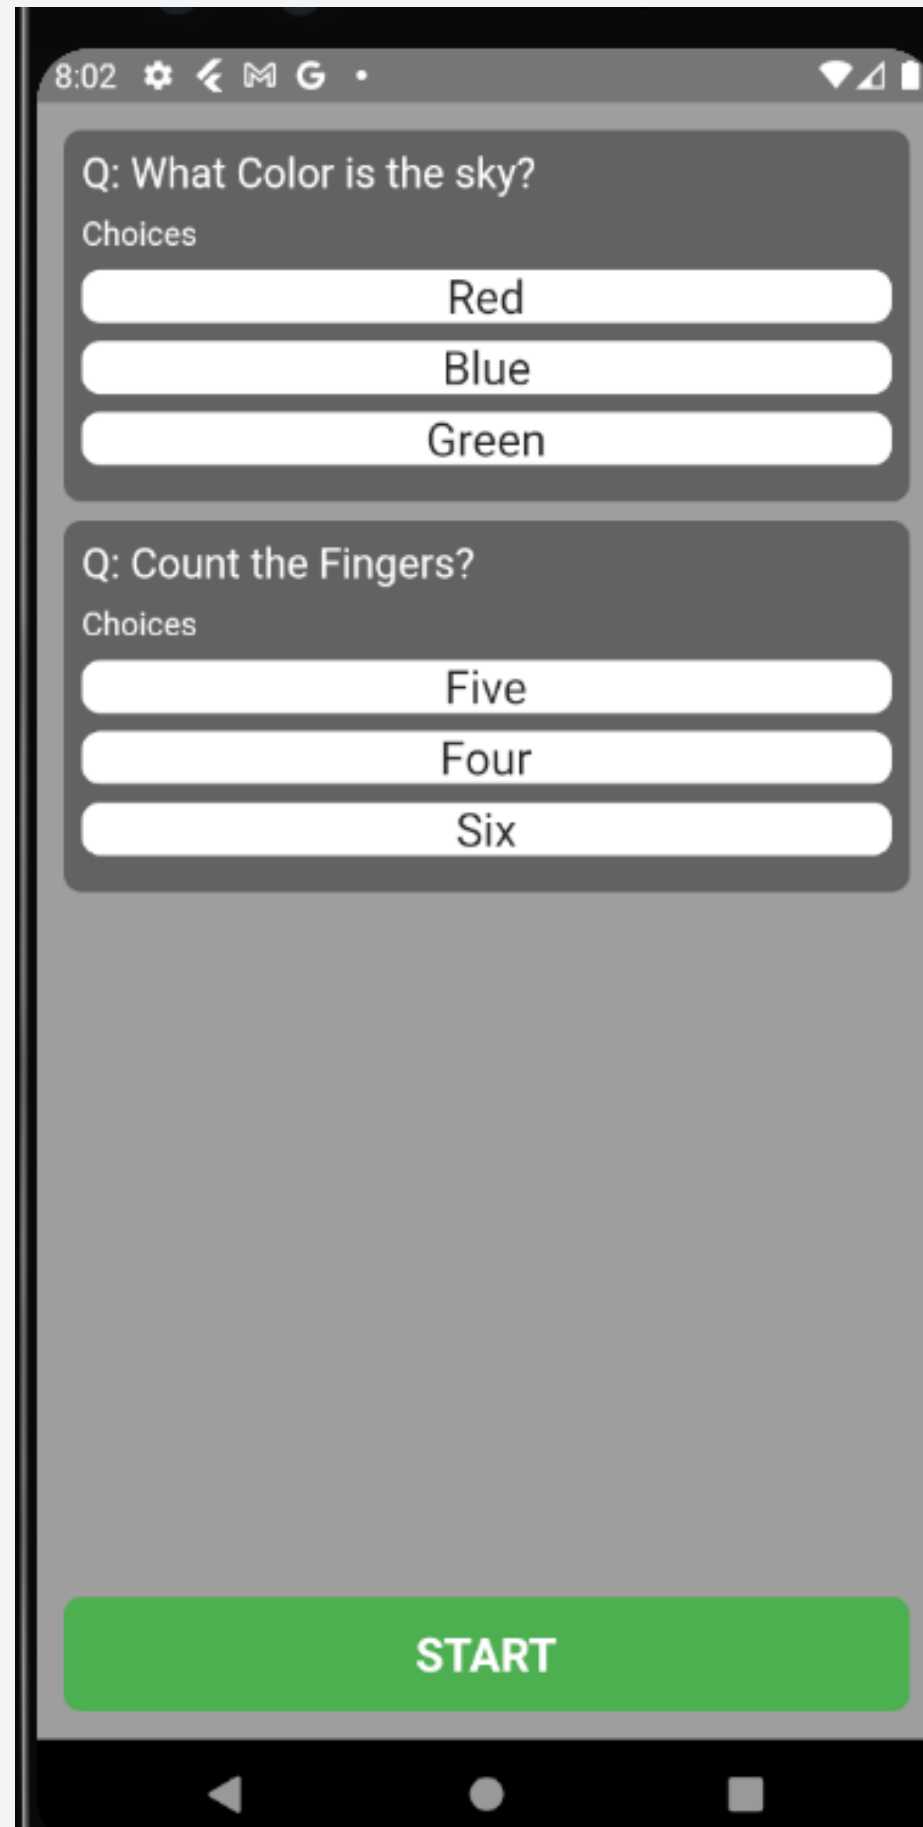 8:02
Q: What Color is the sky?
Choices
Red
Blue
Green
Q: Count the Fingers?
Choices
Five
Four
Six
START